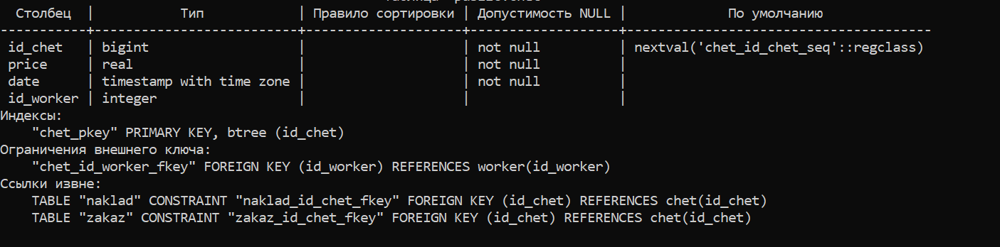 Столбец  |           Тип            | Правило сортировки | Допустимость NULL |             По умолчанию
----------+--------------------------+--------------------+-------------------+---------------------------------------
 id_chet  | bigint                   |                    | not null          | nextval('chet_id_chet_seq'::regclass)
 price    | real                     |                    | not null          |
 date     | timestamp with time zone |                    | not null          |
 id_worker | integer                  |                    |                   |
Индексы:
    "chet_pkey" PRIMARY KEY, btree (id_chet)
Ограничения внешнего ключа:
    "chet_id_worker_fkey" FOREIGN KEY (id_worker) REFERENCES worker(id_worker)
Ссылки извне:
    TABLE "naklad" CONSTRAINT "naklad_id_chet_fkey" FOREIGN KEY (id_chet) REFERENCES chet(id_chet)
    TABLE "zakaz" CONSTRAINT "zakaz_id_chet_fkey" FOREIGN KEY (id_chet) REFERENCES chet(id_chet)